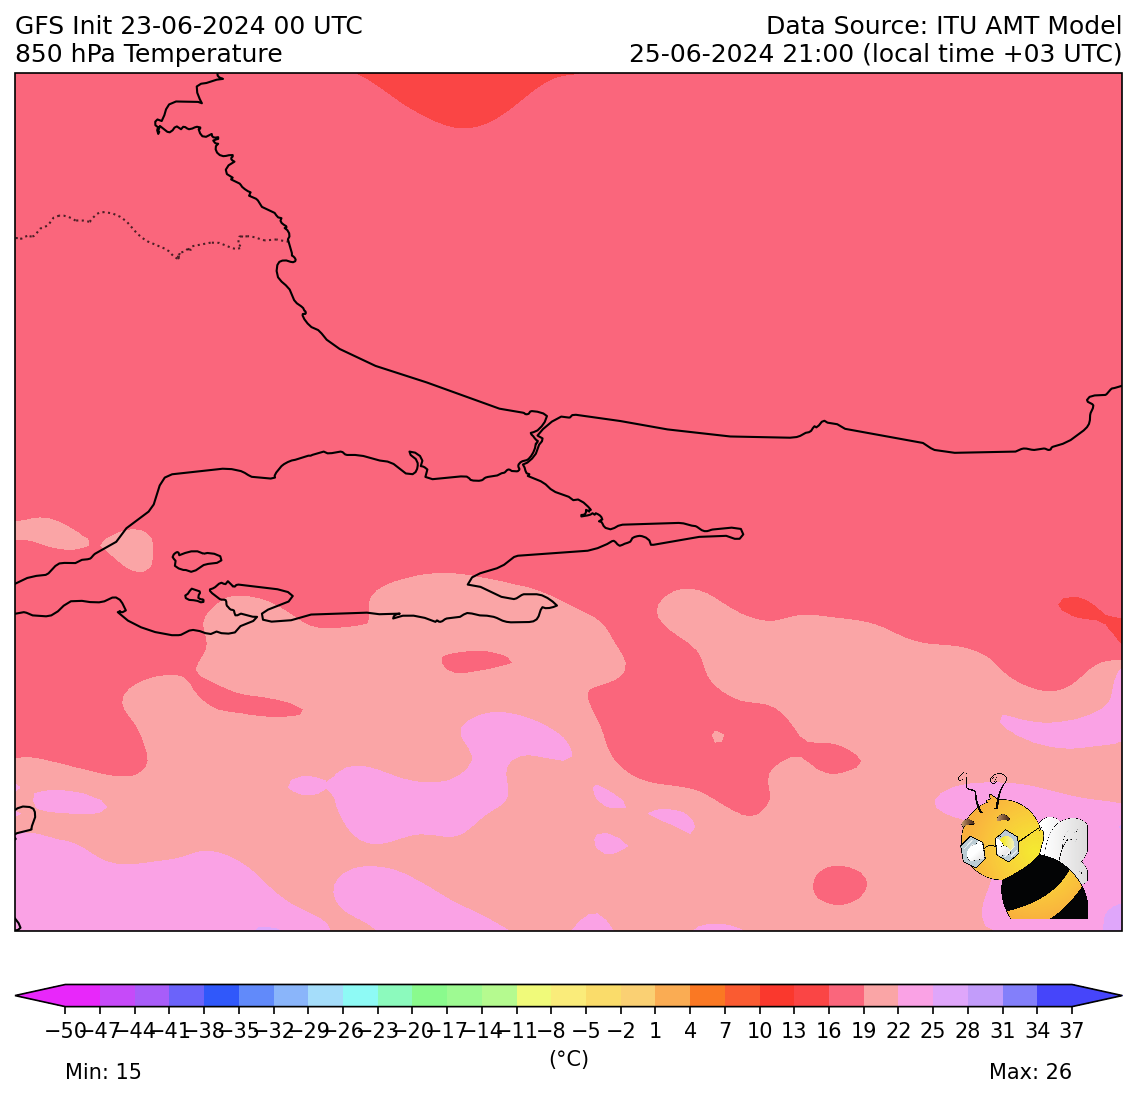 GFS Init 23-06-2024 00 UTC
850 hPa Temperature
Data Source: ITU AMT Model
25-06-2024 21:00 (local time +03 UTC)
−50 −47 −44 −41 −38 −35 −32 −29 −26 −23 −20 −17 −14 −11 −8 −5 −2 1 4 7 10 13 16 19 22 25 28 31 34 37
(°C)
Min: 15
Max: 26